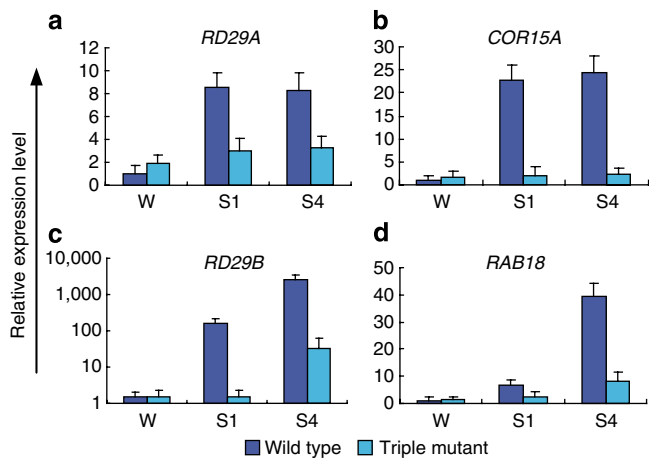 a
RD29A
12
10
8
6
4
2
0
W S1 S4
b
COR15A
30
25
20
15
10
5
0
W S1 S4
c
RD29B
10,000
1,000
100
10
1
W S1 S4
d
RAB18
50
40
30
20
10
0
W S1 S4
Relative expression level
Wild type Triple mutant